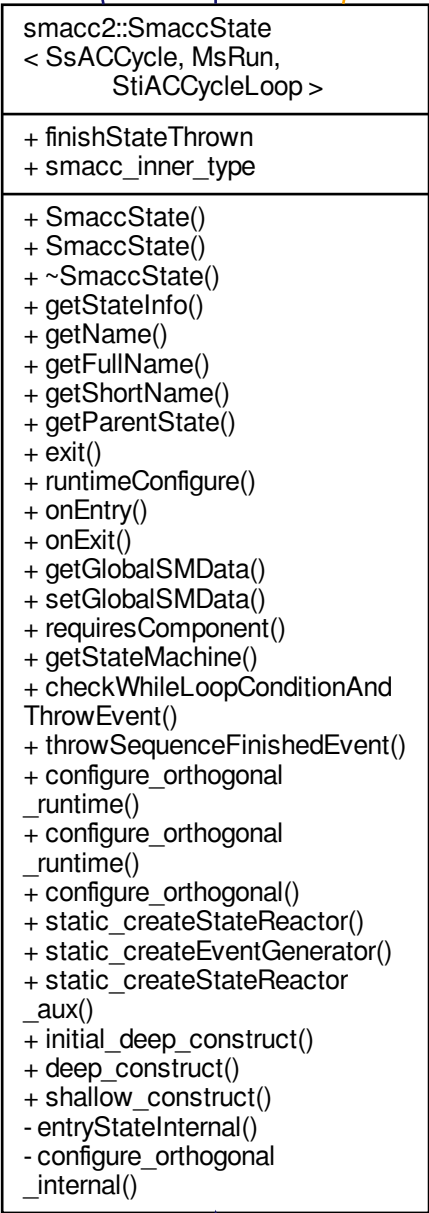 smacc2::SmaccState
< SsACCycle, MsRun,
StiACCycleLoop >
+ finishStateThrown
+ smacc_inner_type
+ SmaccState()
+ SmaccState()
+ ~SmaccState()
+ getStateInfo()
+ getName()
+ getFullName()
+ getShortName()
+ getParentState()
+ exit()
+ runtimeConfigure()
+ onEntry()
+ onExit()
+ getGlobalSMData()
+ setGlobalSMData()
+ requiresComponent()
+ getStateMachine()
+ checkWhileLoopConditionAnd
ThrowEvent()
+ throwSequenceFinishedEvent()
+ configure_orthogonal
_runtime()
+ configure_orthogonal
_runtime()
+ configure_orthogonal()
+ static_createStateReactor()
+ static_createEventGenerator()
+ static_createStateReactor
_aux()
+ initial_deep_construct()
+ deep_construct()
+ shallow_construct()
- entryStateInternal()
- configure_orthogonal
_internal()